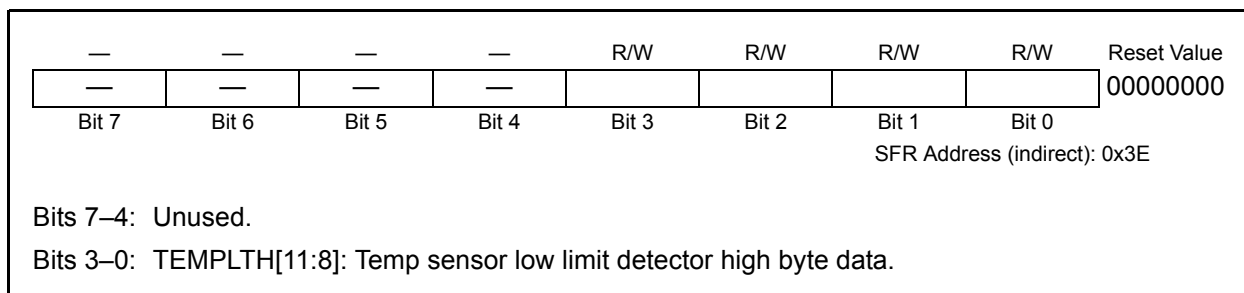 — — — — R/W R/W R/W R/W Reset Value
— — — — 00000000
Bit 7 Bit 6 Bit 5 Bit 4 Bit 3 Bit 2 Bit 1 Bit 0
SFR Address (indirect): 0x3E
Bits 7–4: Unused.
Bits 3–0: TEMPLTH[11:8]: Temp sensor low limit detector high byte data.